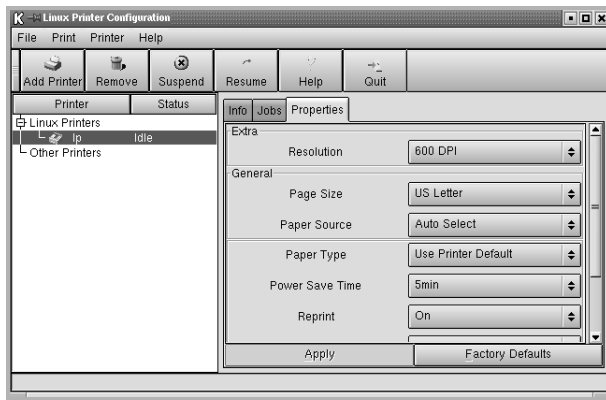 Linux Printer Configuration
File Print Printer Help
Add Printer Remove Suspend Resume Help Quit
Printer Status
Linux Printers
lp Idle
Other Printers
Info Jobs Properties
Extra
Resolution 600 DPI
General
Page Size US Letter
Paper Source Auto Select
Paper Type Use Printer Default
Power Save Time 5min
Reprint On
Apply Factory Defaults